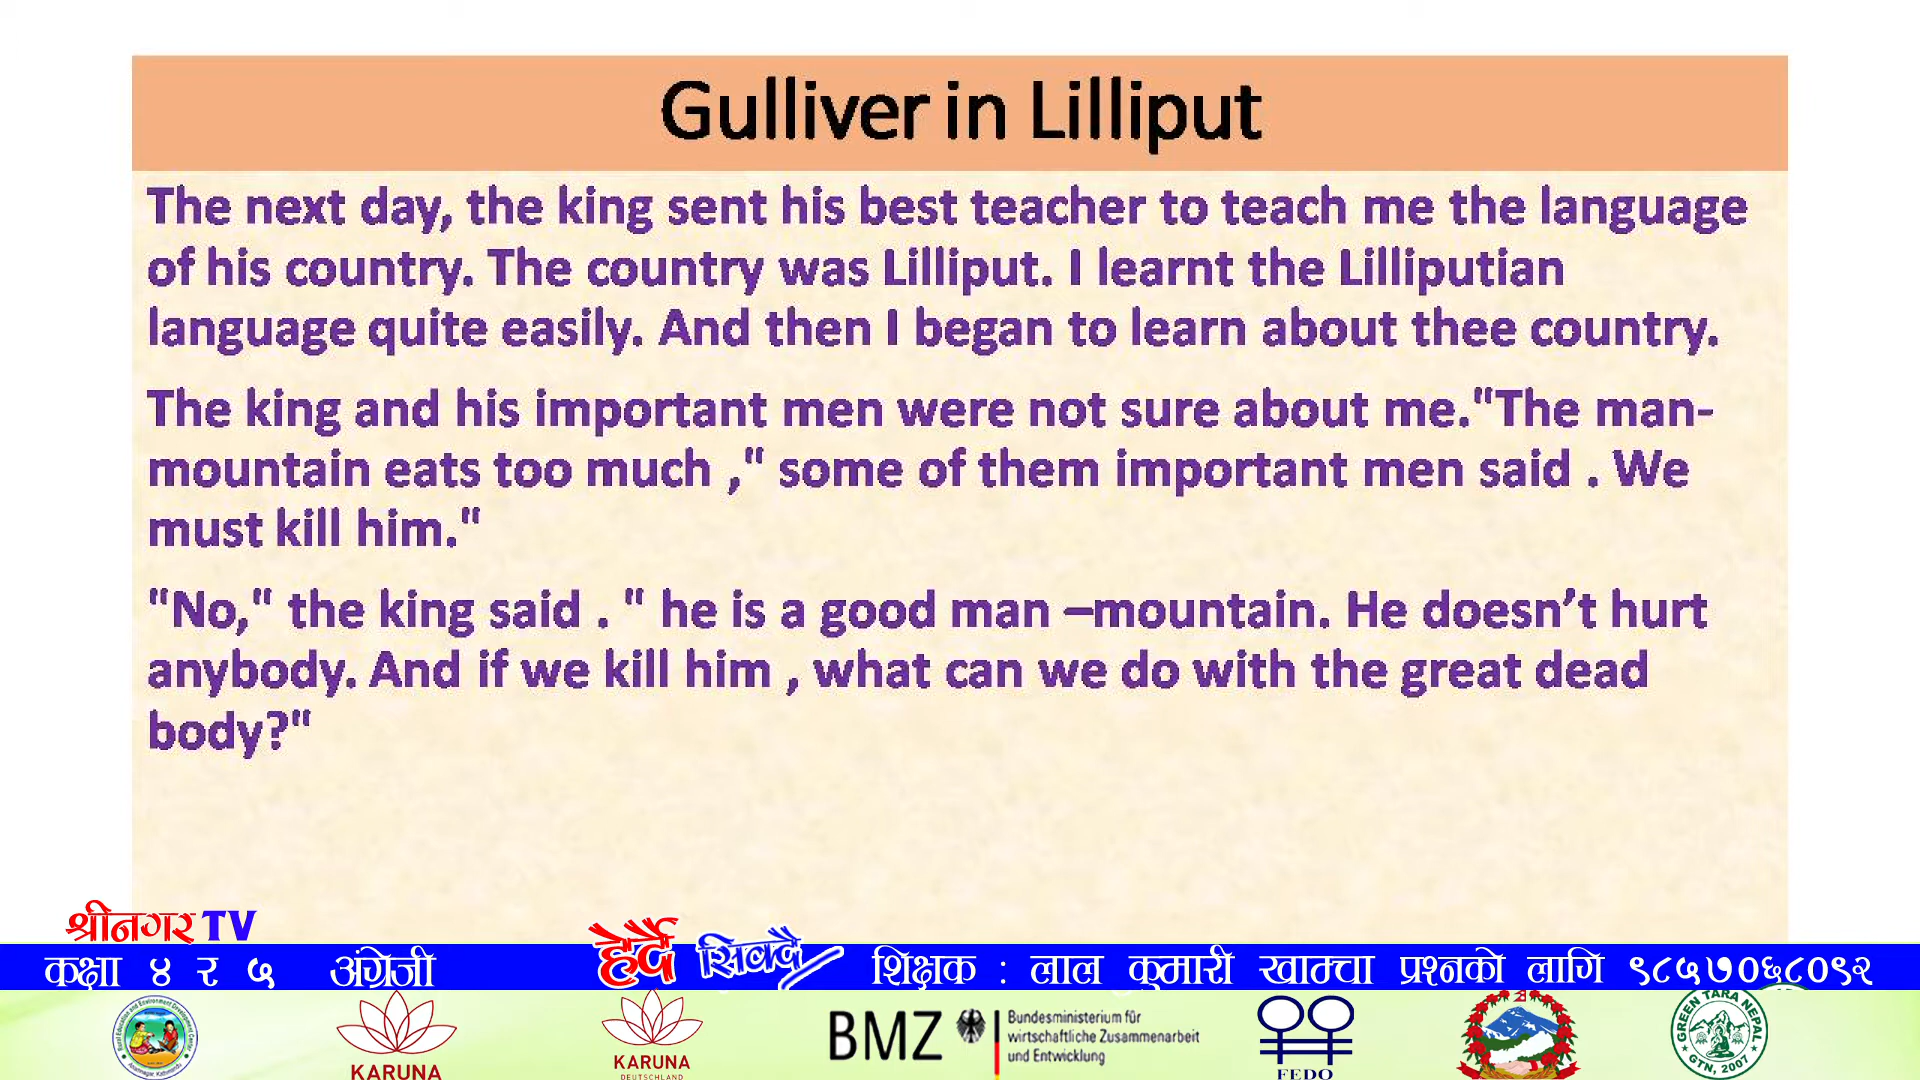 Gulliver in Lilliput
The next day, the king sent his best teacher to teach me the language
of his country. The country was Lilliput. I learnt the Lilliputian
language quite easily. And then I began to learn about thee country.
The king and his important men were not sure about me."The man-
mountain eats too much ," some of them important men said . We
must kill him."
"No," the king said . " he is a good man –mountain. He doesn’t hurt
anybody. And if we kill him , what can we do with the great dead
body?"
श्रीनगर TV
कक्षा ४ र ५ अंग्रेजी हेर्दै सिक्दै शिक्षक : लाल कुमारी खाम्चा प्रश्नको लागि ९८५७०६८०९२
KARUNA
KARUNA
DEUTSCHLAND
BMZ
Bundesministerium für
wirtschaftliche Zusammenarbeit
und Entwicklung
FEDO
GREEN TARA NEPAL
GTN, 2007